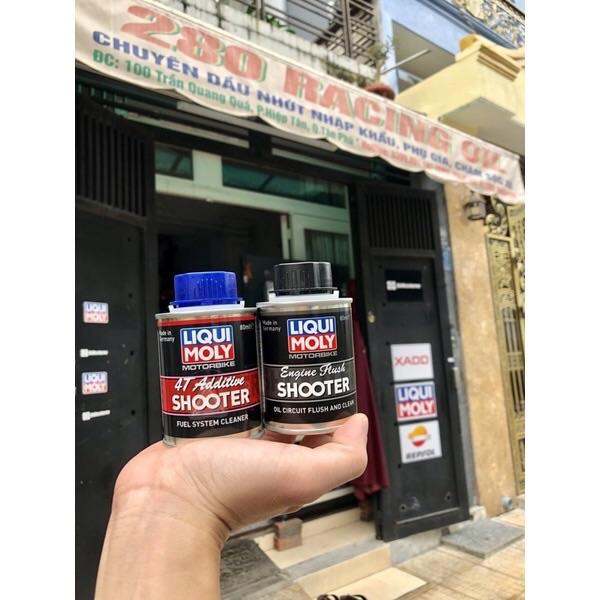 280 RACING OIL
CHUYÊN DẦU NHỚT NHẬP KHẨU, PHỤ GIA, CHĂM SÓC
ĐC: 100 Trần Quang Quá, P.Hiệp Tân, Q.Tân Phú
LIQUI
MOLY
LIQUI
MOLY
Made in
Germany
80ml
LIQUI
MOLY
MOTORBIKE
4T Additive
SHOOTER
FUEL SYSTEM CLEANER
Made in
Germany
LIQUI
MOLY
MOTORBIKE
Engine Flush
SHOOTER
OIL CIRCUIT FLUSH AND CLEAN
XADO
LIQUI
MOLY
REPSOL